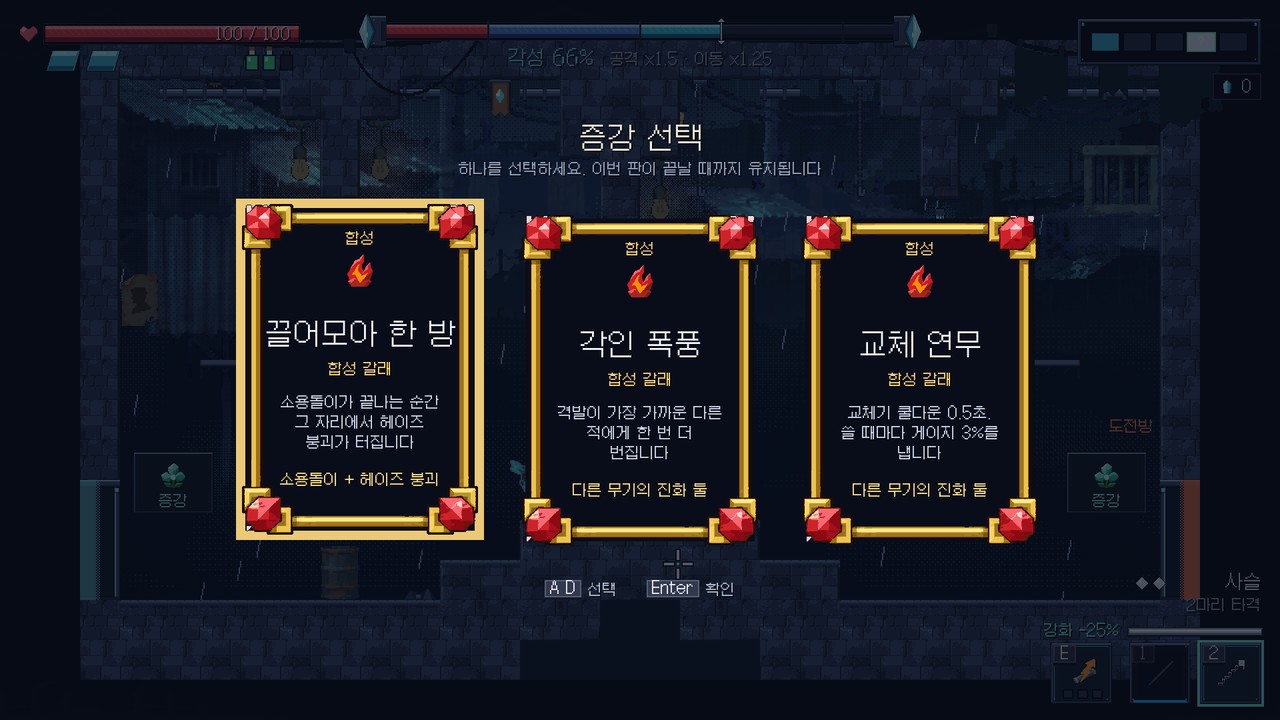 100 / 100
각성 66% 공격 x1.5 · 이동 x1.25
0
증강 선택
하나를 선택하세요. 이번 판이 끝날 때까지 유지됩니다
합성
끌어모아 한 방
합성 갈래
소용돌이가 끝나는 순간
그 자리에서 헤이즈
붕괴가 터집니다
소용돌이 + 헤이즈 붕괴
합성
각인 폭풍
합성 갈래
격발이 가장 가까운 다른
적에게 한 번 더
번집니다
다른 무기의 진화 둘
합성
교체 연무
합성 갈래
교체기 쿨다운 0.5초.
쓸 때마다 게이지 3%를
냅니다
다른 무기의 진화 둘
도전방
증강
증강
A D 선택 Enter 확인
사슬
2마리 타격
강화 -25%
E 1 2